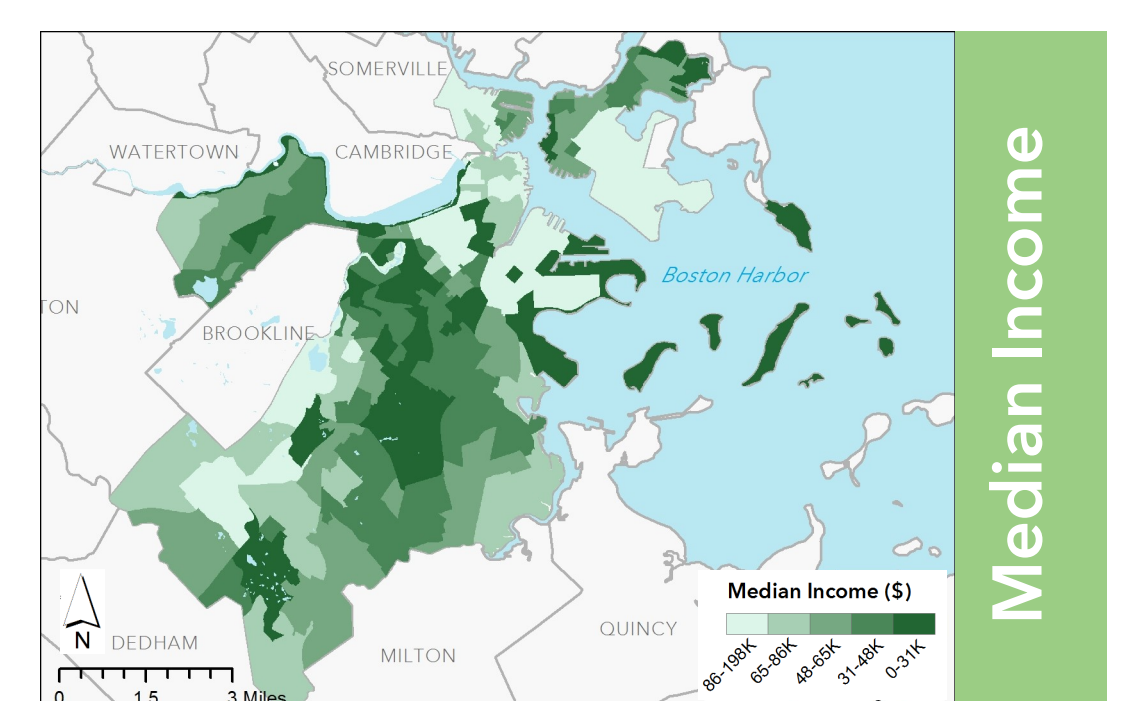 SOMERVILLE
WATERTOWN
CAMBRIDGE
Boston Harbor
TON
BROOKLINE
Median Income
Median Income ($)
86-198K
65-86K
48-65K
31-48K
0-31K
N
DEDHAM
MILTON
QUINCY
0 1.5 3 Miles